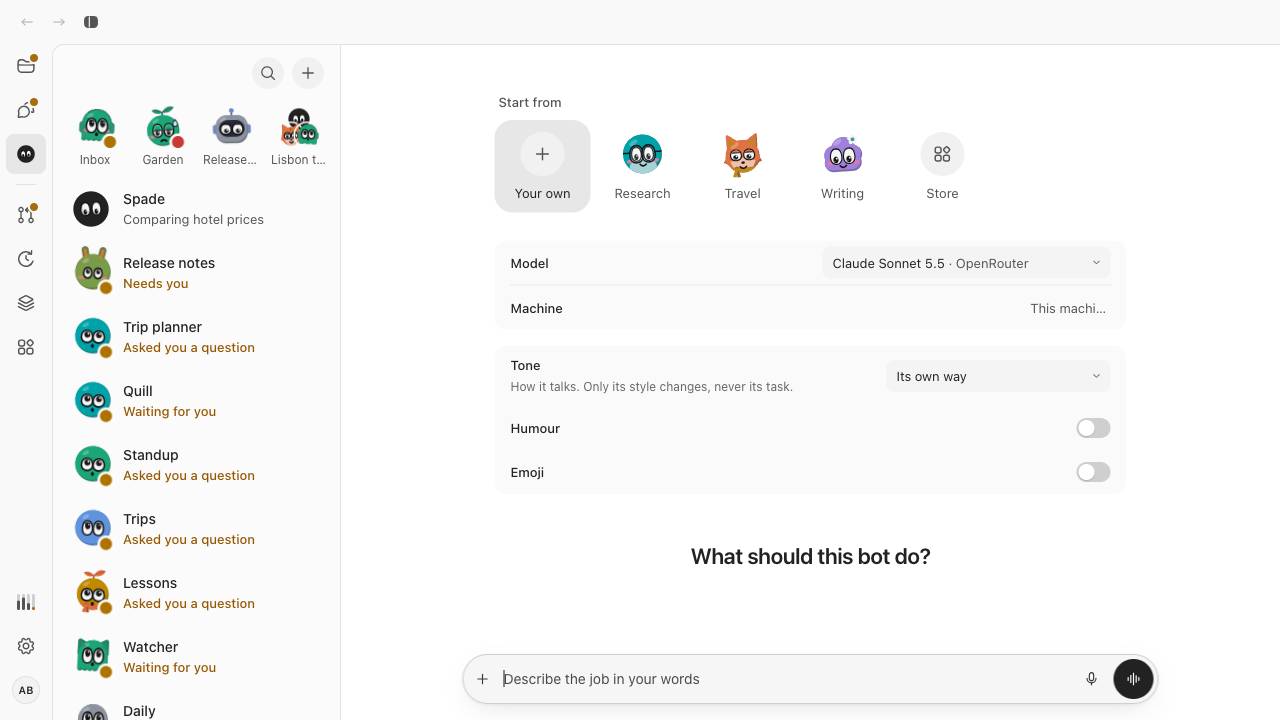 Inbox
Garden
Release...
Lisbon t...
Spade
Comparing hotel prices
Release notes
Needs you
Trip planner
Asked you a question
Quill
Waiting for you
Standup
Asked you a question
Trips
Asked you a question
Lessons
Asked you a question
Watcher
Waiting for you
Daily
AB
Start from
Your own
Research
Travel
Writing
Store
Model
Claude Sonnet 5.5 · OpenRouter
Machine
This machi...
Tone
How it talks. Only its style changes, never its task.
Its own way
Humour
Emoji
What should this bot do?
Describe the job in your words